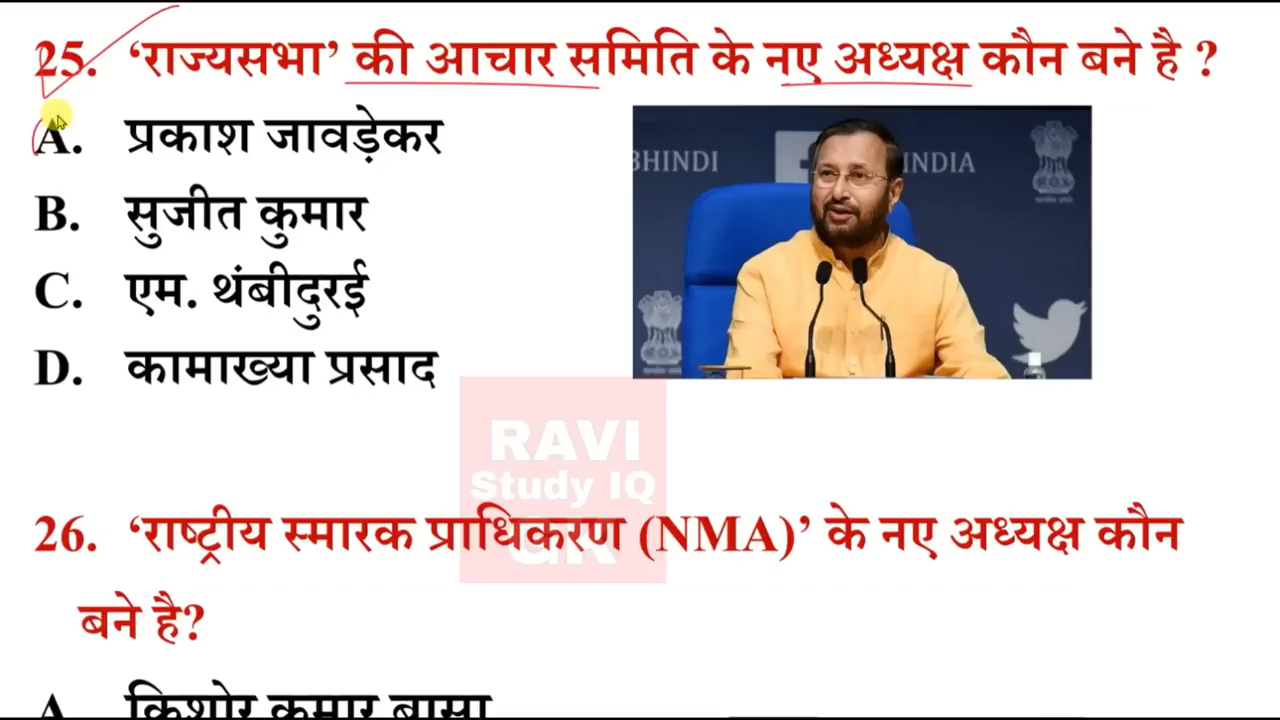 25. ‘राज्यसभा’ की आचार समिति के नए अध्यक्ष कौन बने है ?
A. प्रकाश जावड़ेकर
BHINDI
INDIA
B. सुजीत कुमार
C. एम. थंबीदुरई
D. कामाख्या प्रसाद
RAVI
Study IQ
GK
26. ‘राष्ट्रीय स्मारक प्राधिकरण (NMA)’ के नए अध्यक्ष कौन
बने है?
A. किशोर कुमार बासा